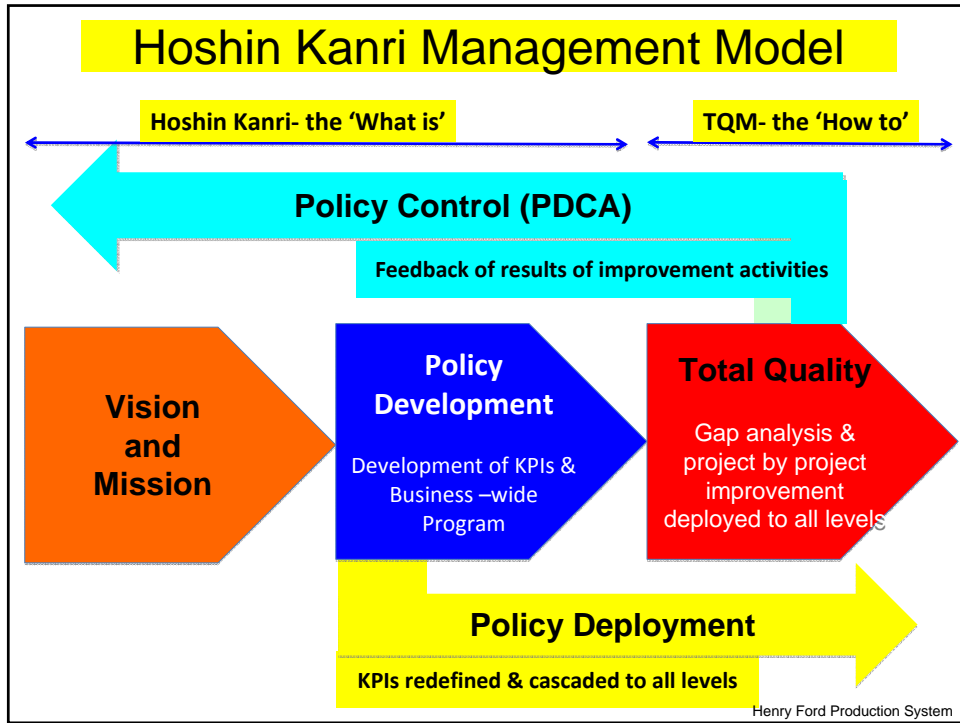 Hoshin Kanri Management Model
Hoshin Kanri- the ‘What is’
TQM- the ‘How to’
Policy Control (PDCA)
Feedback of results of improvement activities
Vision
and
Mission
Policy
Development
Development of KPIs &
Business –wide
Program
Total Quality
Gap analysis &
project by project
improvement
deployed to all levels
Policy Deployment
KPIs redefined & cascaded to all levels
Henry Ford Production System